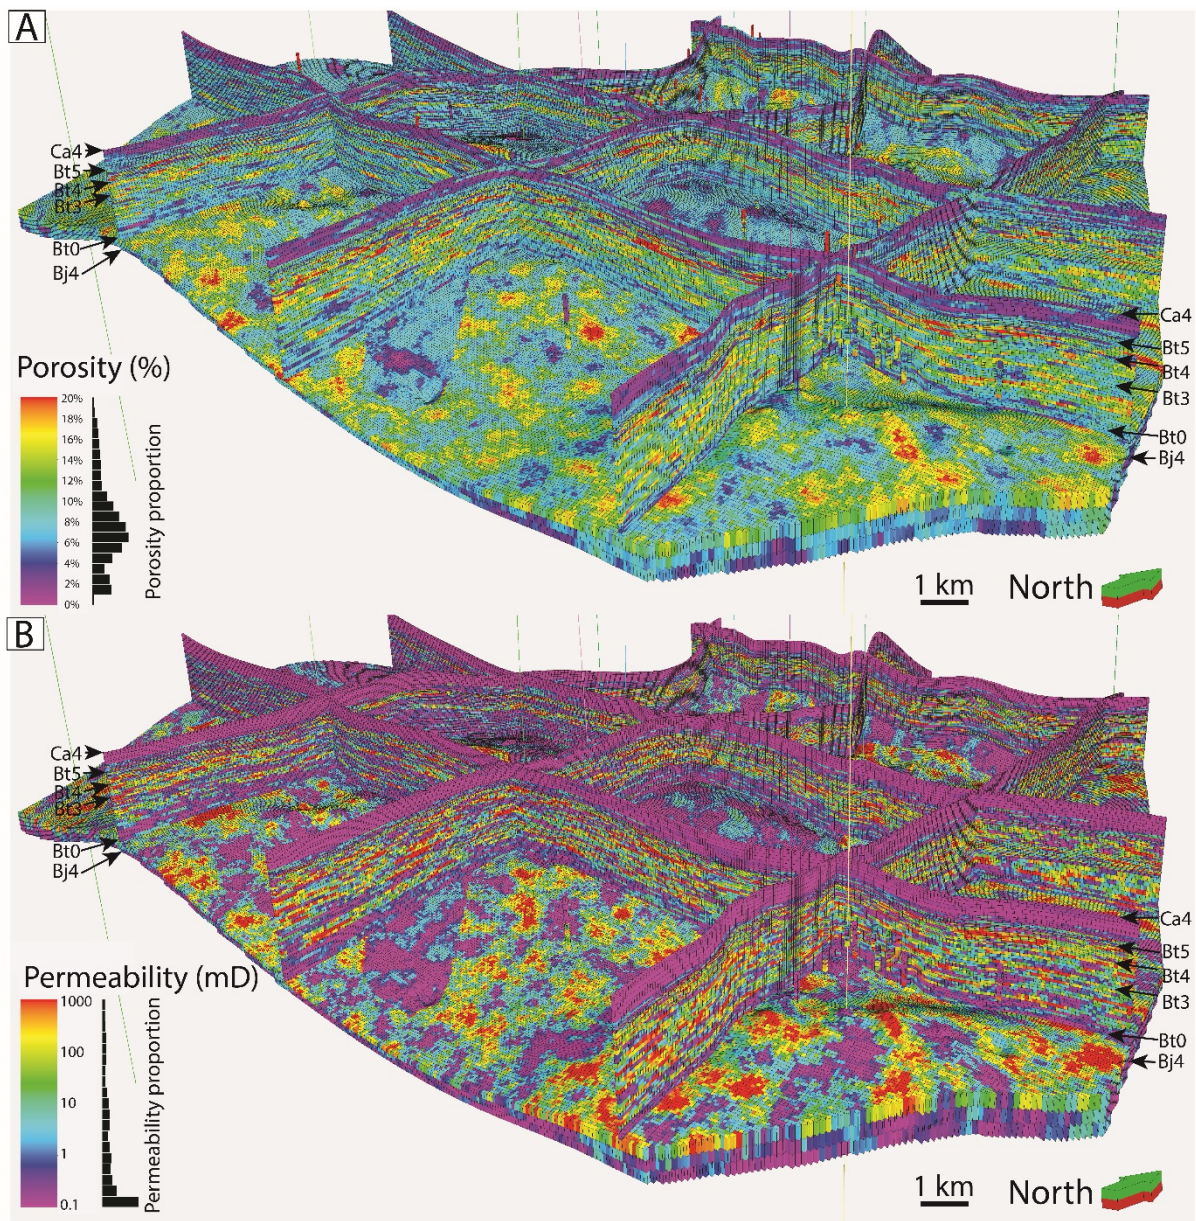 A
Ca4
Bt5
Bt4
Bt3
Bt0
Bj4
Ca4
Bt5
Bt4
Bt3
Bt0
Bj4
Porosity (%)
20%
18%
16%
14%
12%
10%
8%
6%
4%
2%
0%
Porosity proportion
1 km
North
B
Ca4
Bt5
Bt4
Bt3
Bt0
Bj4
Ca4
Bt5
Bt4
Bt3
Bt0
Bj4
Permeability (mD)
1000
100
10
1
0.1
Permeability proportion
1 km
North